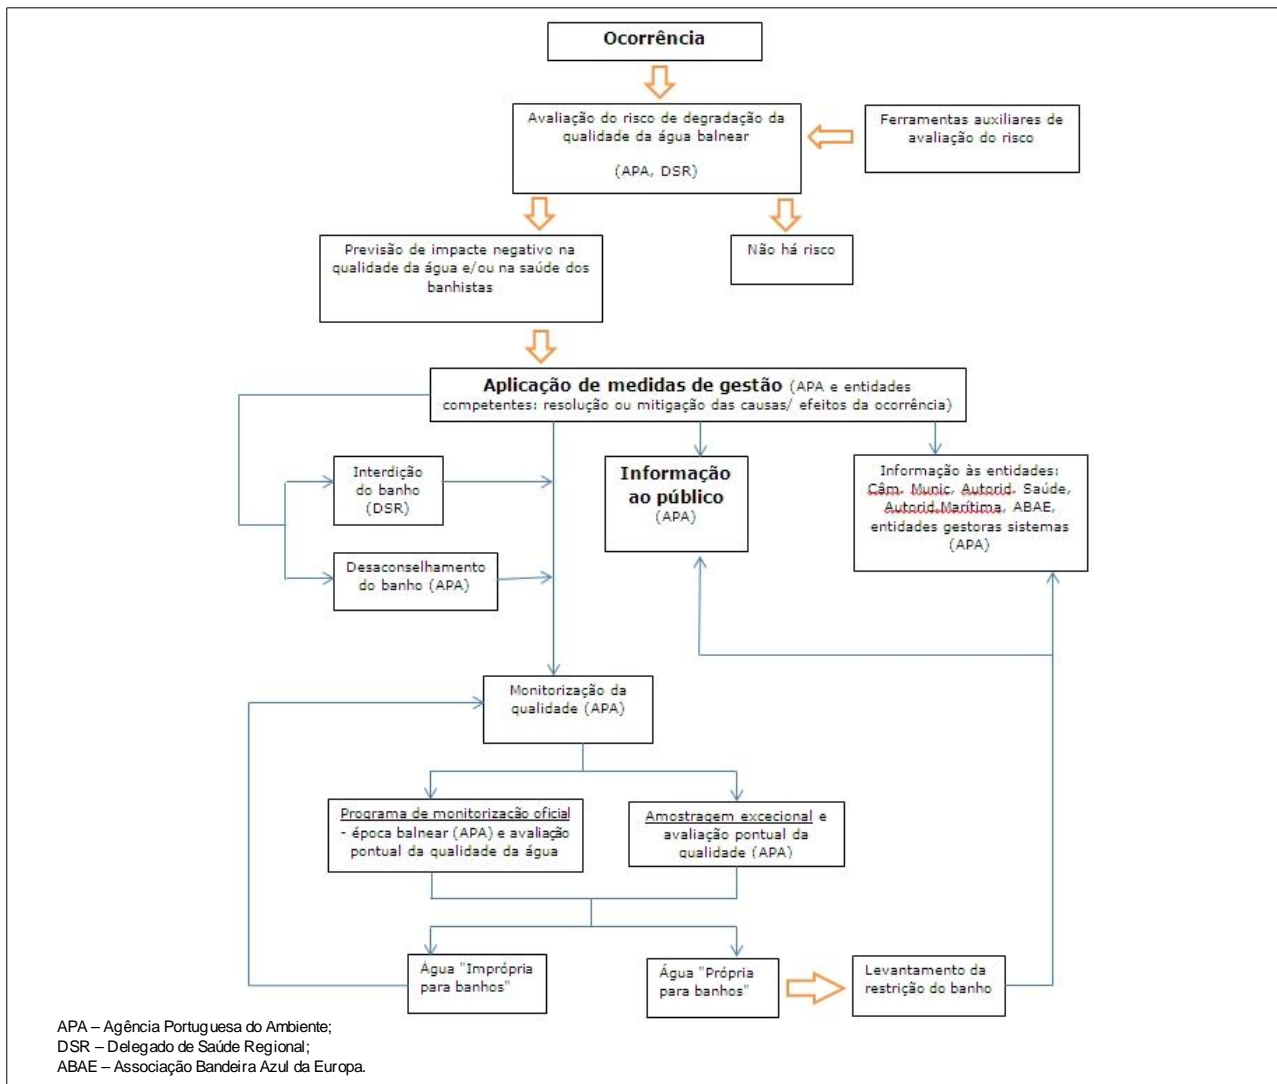 Ocorrência
Avaliação do risco de degradação da
qualidade da água balnear
(APA, DSR)
Ferramentas auxiliares de
avaliação do risco
Previsão de impacte negativo na
qualidade da água e/ou na saúde dos
banhistas
Não há risco
Aplicação de medidas de gestão (APA e entidades
competentes: resolução ou mitigação das causas/ efeitos da ocorrência)
Interdição
do banho
(DSR)
Informação
ao público
(APA)
Informação às entidades:
Câm. Munic, Autorid. Saúde,
Autorid.Marítima, ABAE,
entidades gestoras sistemas
(APA)
Desaconselhamento
do banho (APA)
Monitorização da
qualidade (APA)
Programa de monitorização oficial
- época balnear (APA) e avaliação
pontual da qualidade da água
Amostragem excecional e
avaliação pontual da
qualidade (APA)
Água "Imprópria
para banhos"
Água "Própria
para banhos"
Levantamento da
restrição do banho
APA – Agência Portuguesa do Ambiente;
DSR – Delegado de Saúde Regional;
ABAE – Associação Bandeira Azul da Europa.